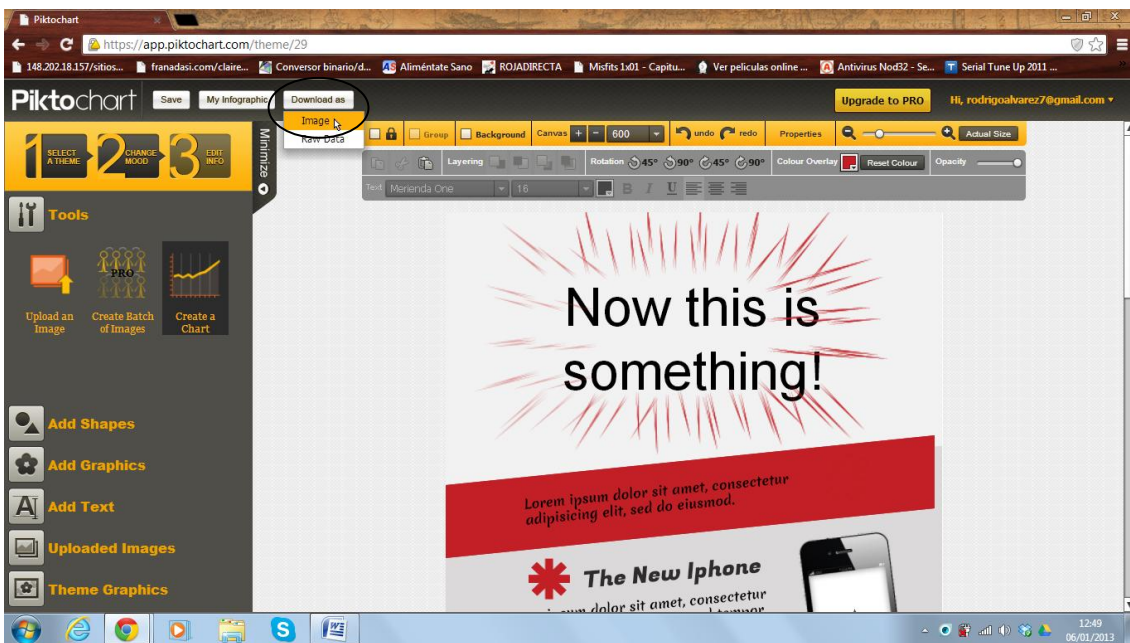 Piktochart
https://app.piktochart.com/theme/29
148.202.18.157/sitios... franadasi.com/claire... Conversor binario/d... Aliméntate Sano ROJADIRECTA Misfits 1x01 - Capitu... Ver peliculas online ... Antivirus Nod32 - Se... Serial Tune Up 2011 ...
Piktochart Save My Infographic Download as Upgrade to PRO Hi, rodrigoalvarez7@gmail.com
Image
Raw Data
Minimize
1 SELECT A THEME 2 CHANGE MOOD 3 EDIT INFO
Group Background Canvas + - 600 undo redo Properties Actual Size
Layering Rotation 45° 90° 45° 90° Colour Overlay Reset Colour Opacity
Text Merienda One 16 B I U
Tools
PRO
Upload an Image
Create Batch of Images
Create a Chart
Add Shapes
Add Graphics
Add Text
Uploaded Images
Theme Graphics
Now this is
something!
Lorem ipsum dolor sit amet, consectetur
adipisicing elit, sed do eiusmod.
The New Iphone
dolor sit amet, consectetur
12:49
06/01/2013